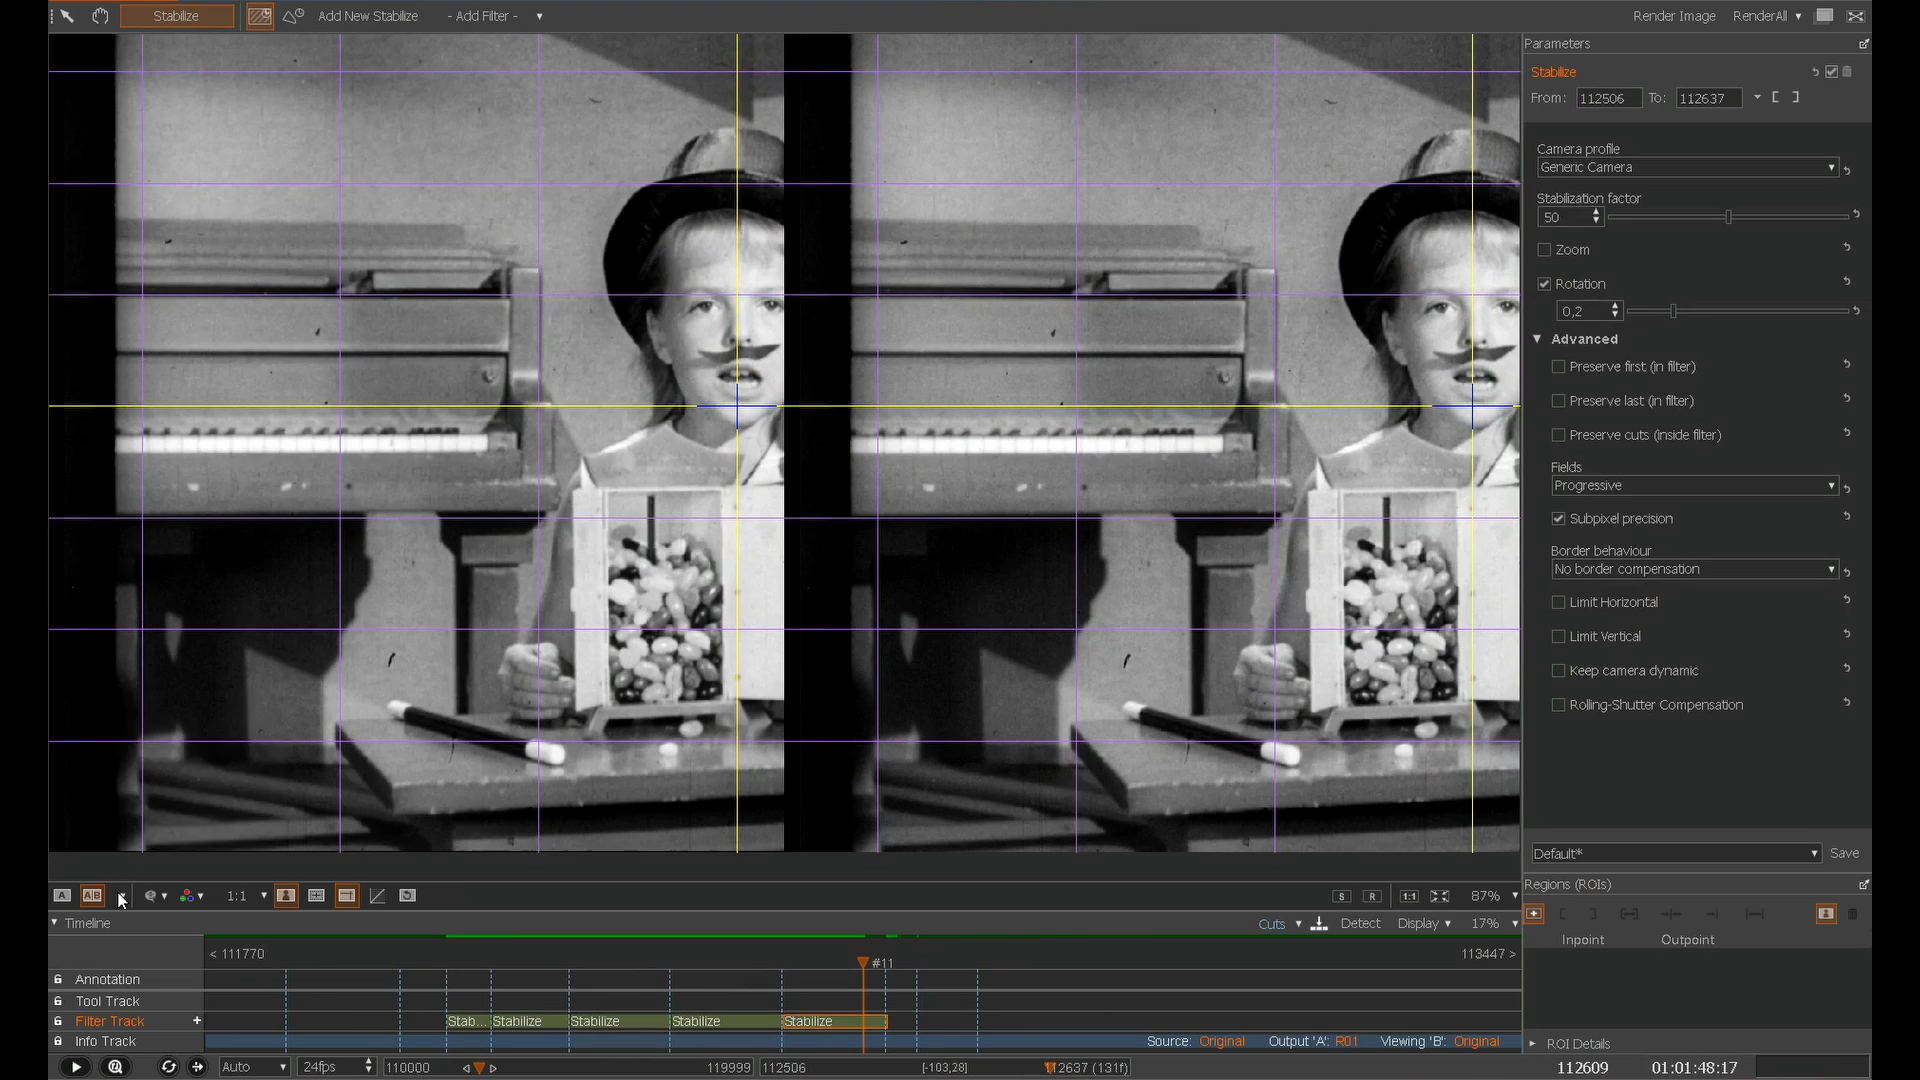 Stabilize
Add New Stabilize
- Add Filter -
Render Image
RenderAll
Parameters
Stabilize
From: 112506 To: 112637
Camera profile
Generic Camera
Stabilization factor
50
Zoom
Rotation
0,2
Advanced
Preserve first (in filter)
Preserve last (in filter)
Preserve cuts (inside filter)
Fields
Progressive
Subpixel precision
Border behaviour
No border compensation
Limit Horizontal
Limit Vertical
Keep camera dynamic
Rolling-Shutter Compensation
Default*
Save
Regions (ROIs)
Inpoint Outpoint
ROI Details
A
A|B
1:1
S
R
1:1
87%
Timeline
Cuts
Detect
Display
17%
< 111770
#11
113447 >
Annotation
Tool Track
Filter Track +
Stab... Stabilize Stabilize Stabilize Stabilize
Info Track
Source: Original Output 'A': R01 Viewing 'B': Original
Auto
24fps
110000
119999
112506
[-103,28]
112637 (131f)
112609
01:01:48:17